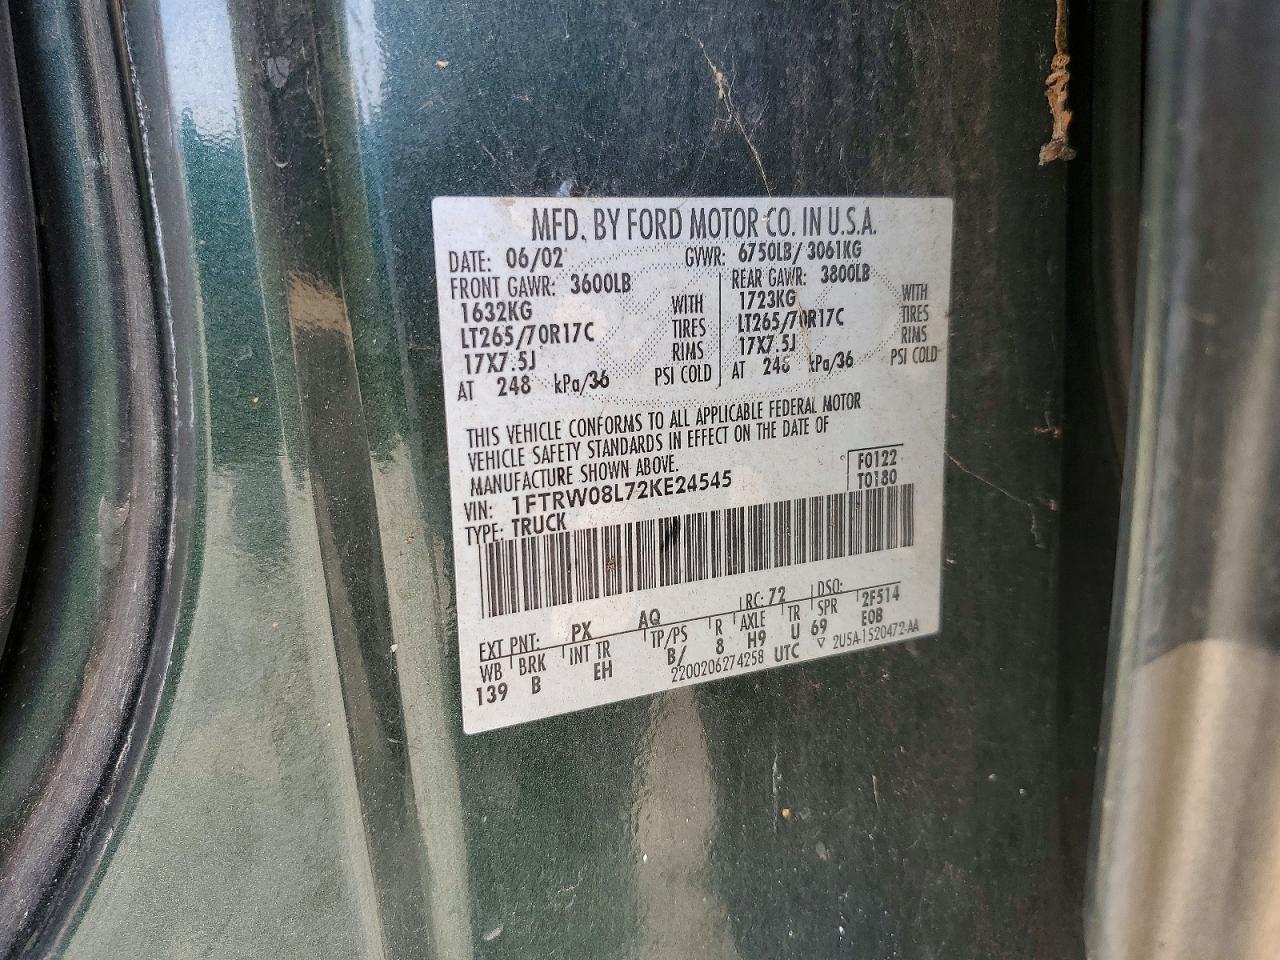 MFD. BY FORD MOTOR CO. IN U.S.A.
DATE: 06/02 GVWR: 6750LB/3061KG
FRONT GAWR: 3600LB REAR GAWR: 3800LB
1632KG WITH 1723KG WITH
LT265/70R17C TIRES LT265/70R17C TIRES
17X7.5J RIMS 17X7.5J RIMS
AT 248 kPa/36 PSI COLD AT 248 kPa/36 PSI COLD
THIS VEHICLE CONFORMS TO ALL APPLICABLE FEDERAL MOTOR
VEHICLE SAFETY STANDARDS IN EFFECT ON THE DATE OF
MANUFACTURE SHOWN ABOVE.
VIN: 1FTRW08L72KE24545 F0122
TYPE: TRUCK T0180
EXT PNT: PX AQ RC: 72 DSO:
WB BRK INT TR TP/PS R AXLE TR SPR 2F514
139 B EH B/ 8 H9 U 69 E0B
2200206274258 UTC ▽ 2U5A-1520472-AA